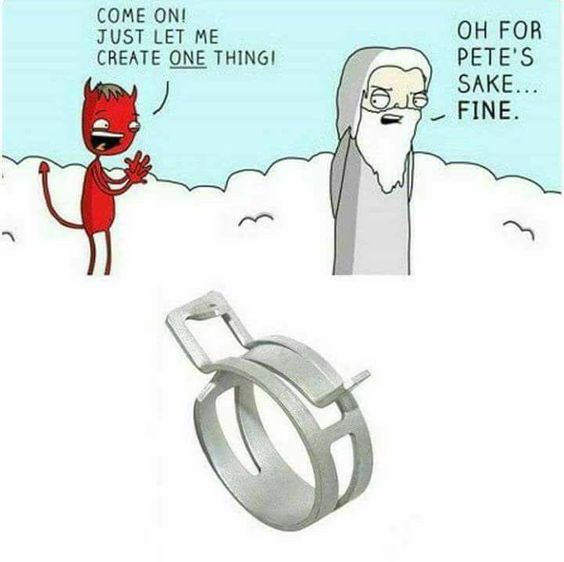 COME ON!
JUST LET ME
CREATE ONE THING!
OH FOR
PETE'S
SAKE...
FINE.